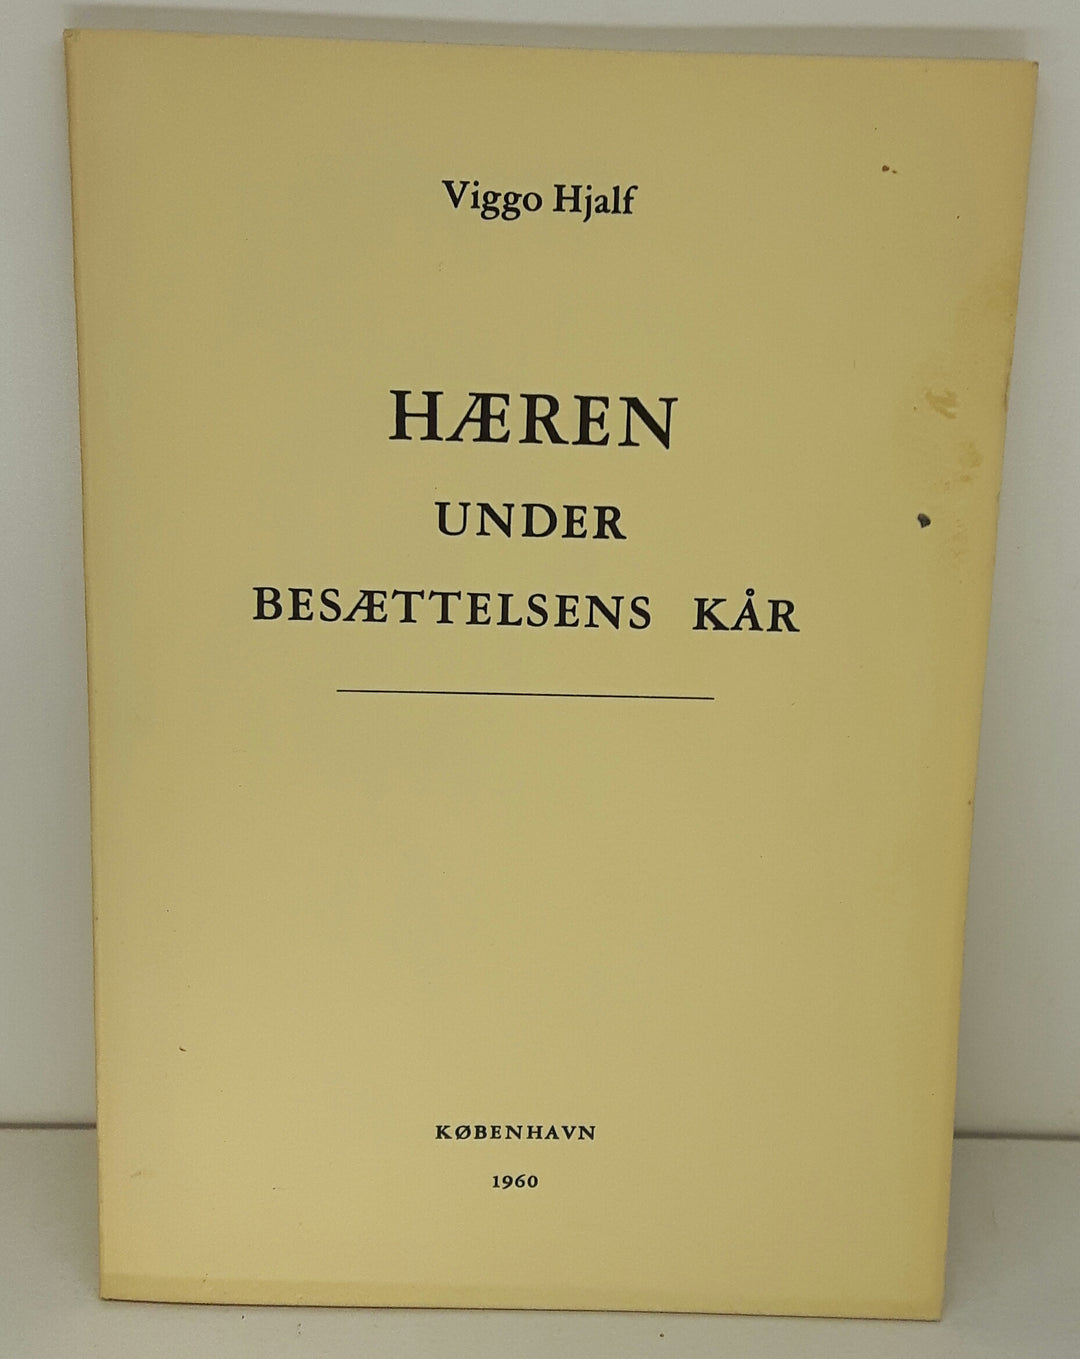 Viggo Hjalf
HÆREN
UNDER
BESÆTTELSENS KÅR
KØBENHAVN
1960